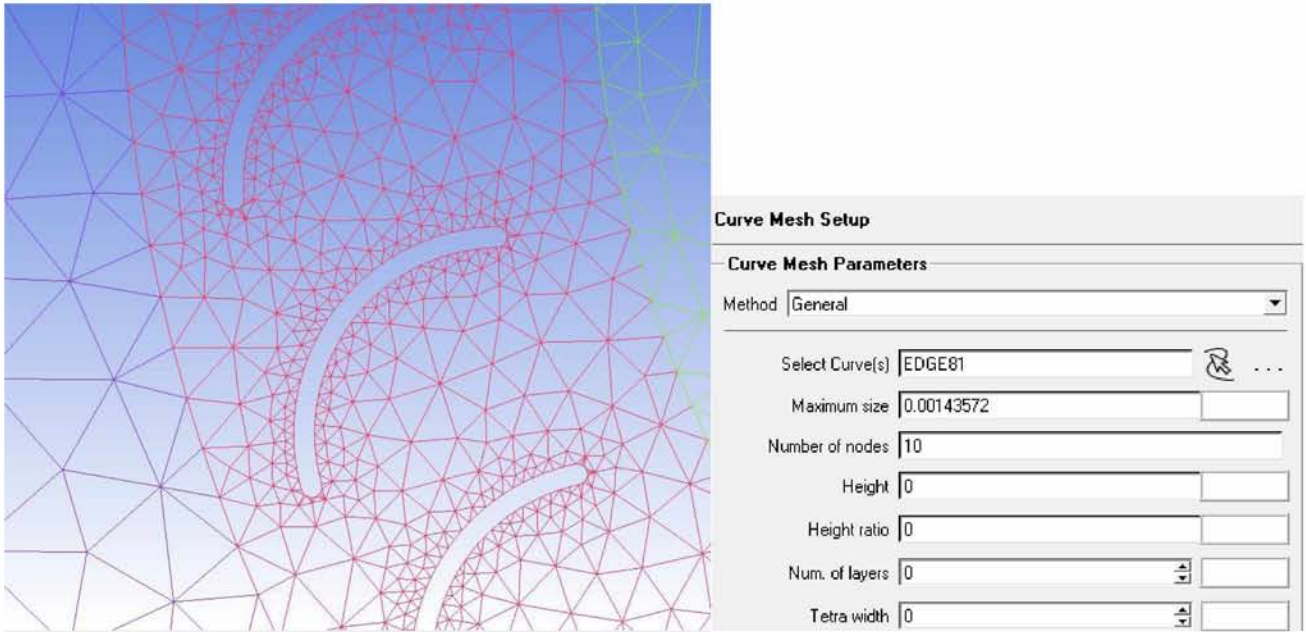 Curve Mesh Setup
Curve Mesh Parameters
Method General
Select Curve(s) EDGE81 ...
Maximum size 0.00143572
Number of nodes 10
Height 0
Height ratio 0
Num. of layers 0
Tetra width 0